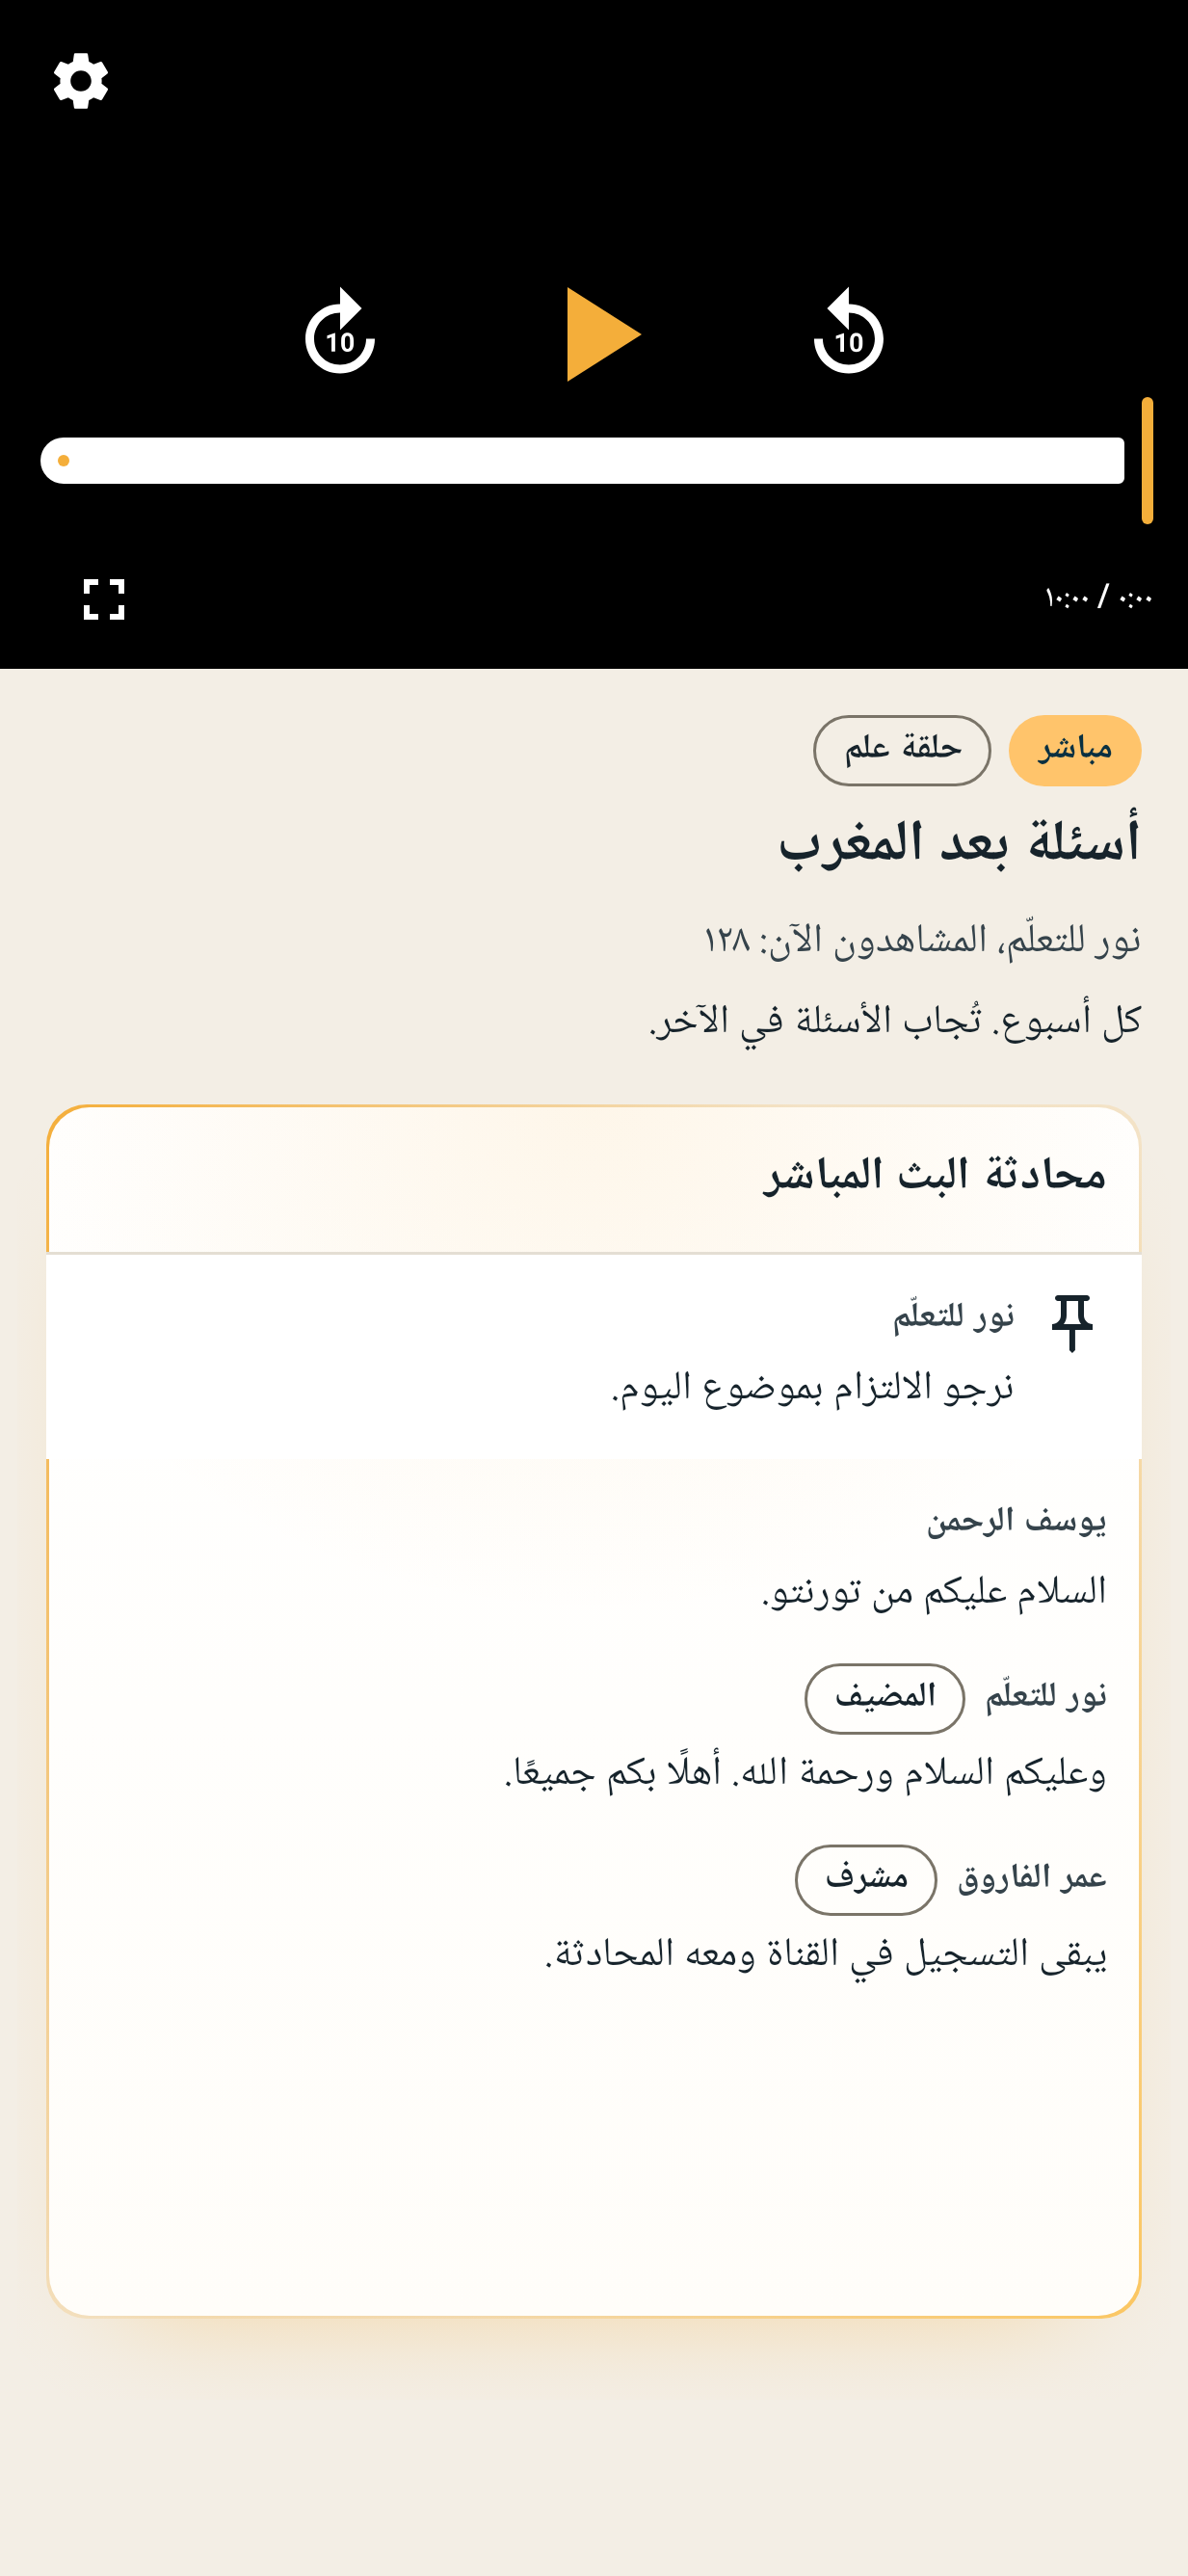 10
10
٠:٠٠ / ١٠:٠٠
مباشر
حلقة علم
أسئلة بعد المغرب
نور للتعلّم، المشاهدون الآن: ١٢٨
كل أسبوع. تُجاب الأسئلة في الآخر.
محادثة البث المباشر
نور للتعلّم
نرجو الالتزام بموضوع اليوم.
يوسف الرحمن
السلام عليكم من تورنتو.
نور للتعلّم المضيف
وعليكم السلام ورحمة الله. أهلًا بكم جميعًا.
عمر الفاروق مشرف
يبقى التسجيل في القناة ومعه المحادثة.